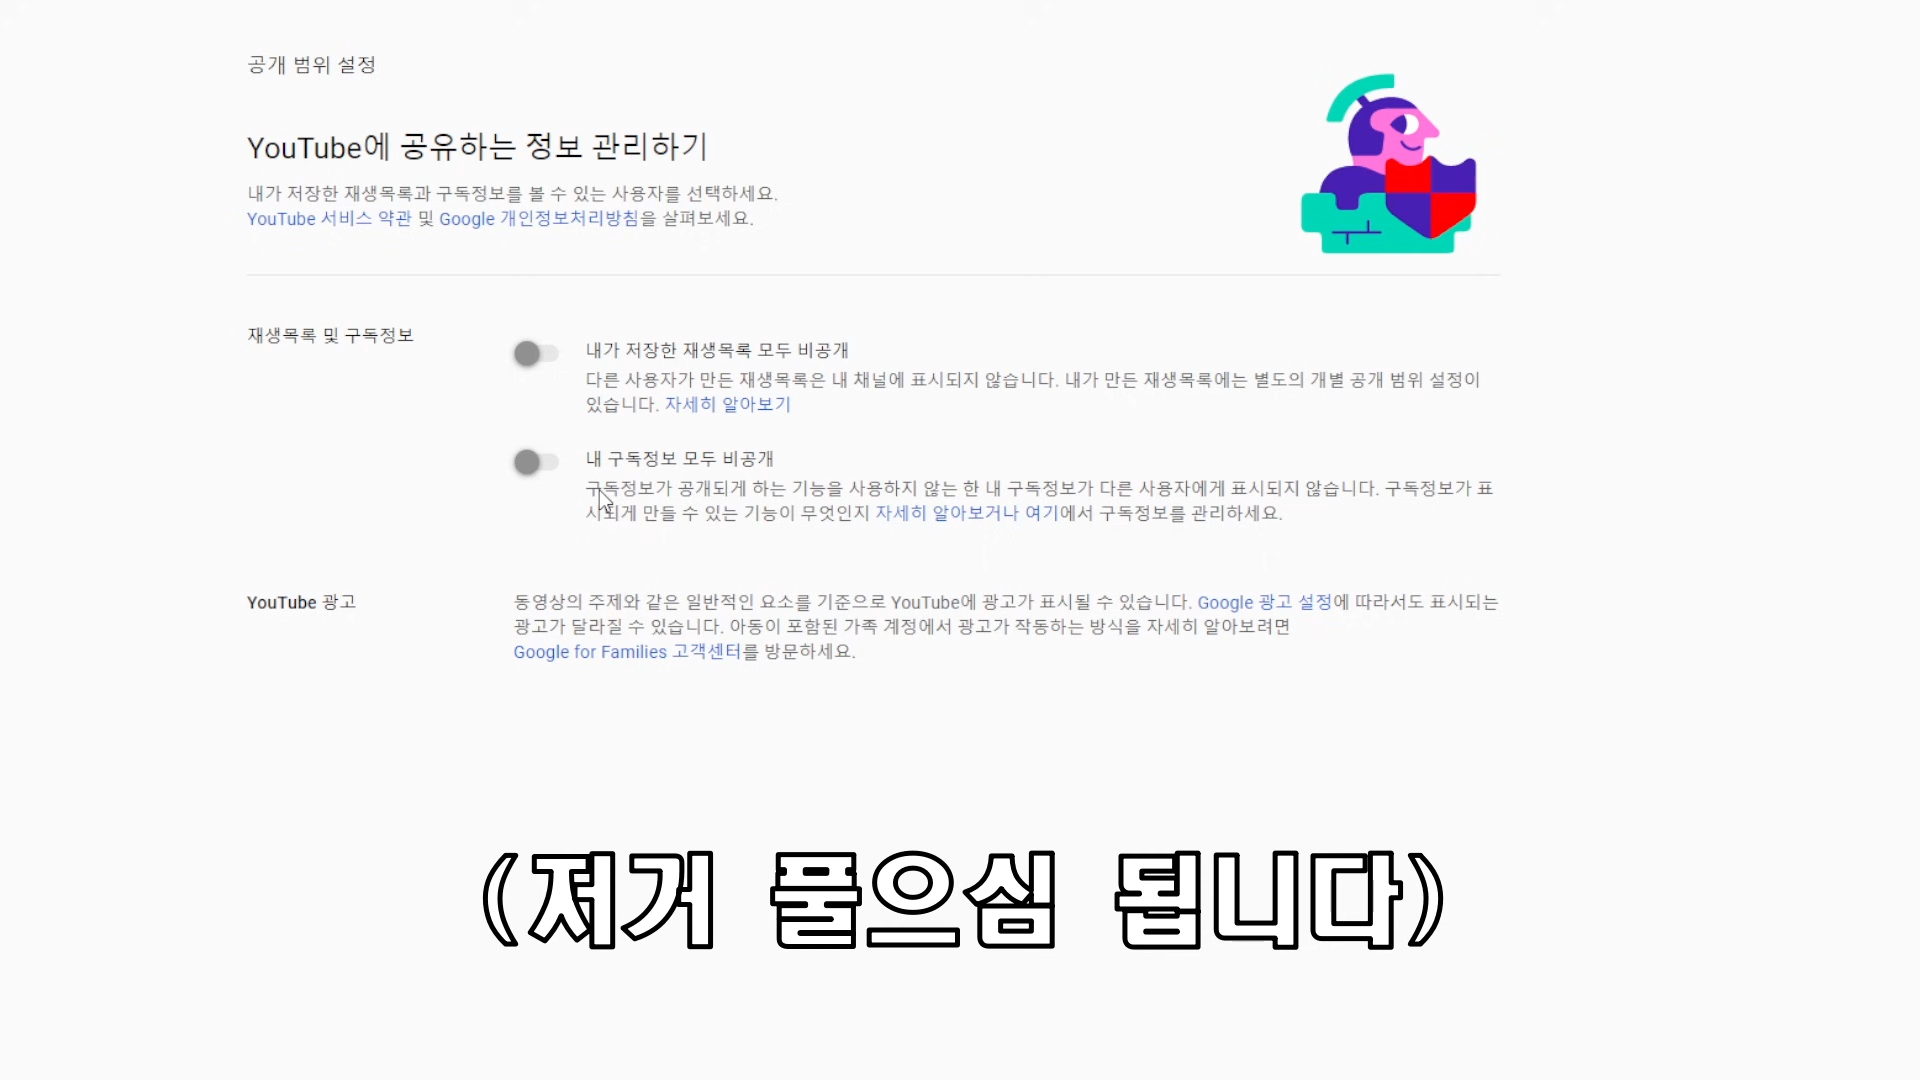 공개 범위 설정
YouTube에 공유하는 정보 관리하기
내가 저장한 재생목록과 구독정보를 볼 수 있는 사용자를 선택하세요.
YouTube 서비스 약관 및 Google 개인정보처리방침을 살펴보세요.
재생목록 및 구독정보
내가 저장한 재생목록 모두 비공개
다른 사용자가 만든 재생목록은 내 채널에 표시되지 않습니다. 내가 만든 재생목록에는 별도의 개별 공개 범위 설정이
있습니다. 자세히 알아보기
내 구독정보 모두 비공개
구독정보가 공개되게 하는 기능을 사용하지 않는 한 내 구독정보가 다른 사용자에게 표시되지 않습니다. 구독정보가 표
시되게 만들 수 있는 기능이 무엇인지 자세히 알아보거나 여기에서 구독정보를 관리하세요.
YouTube 광고
동영상의 주제와 같은 일반적인 요소를 기준으로 YouTube에 광고가 표시될 수 있습니다. Google 광고 설정에 따라서도 표시되는
광고가 달라질 수 있습니다. 아동이 포함된 가족 계정에서 광고가 작동하는 방식을 자세히 알아보려면
Google for Families 고객센터를 방문하세요.
(져거 풀으심 됩니다)